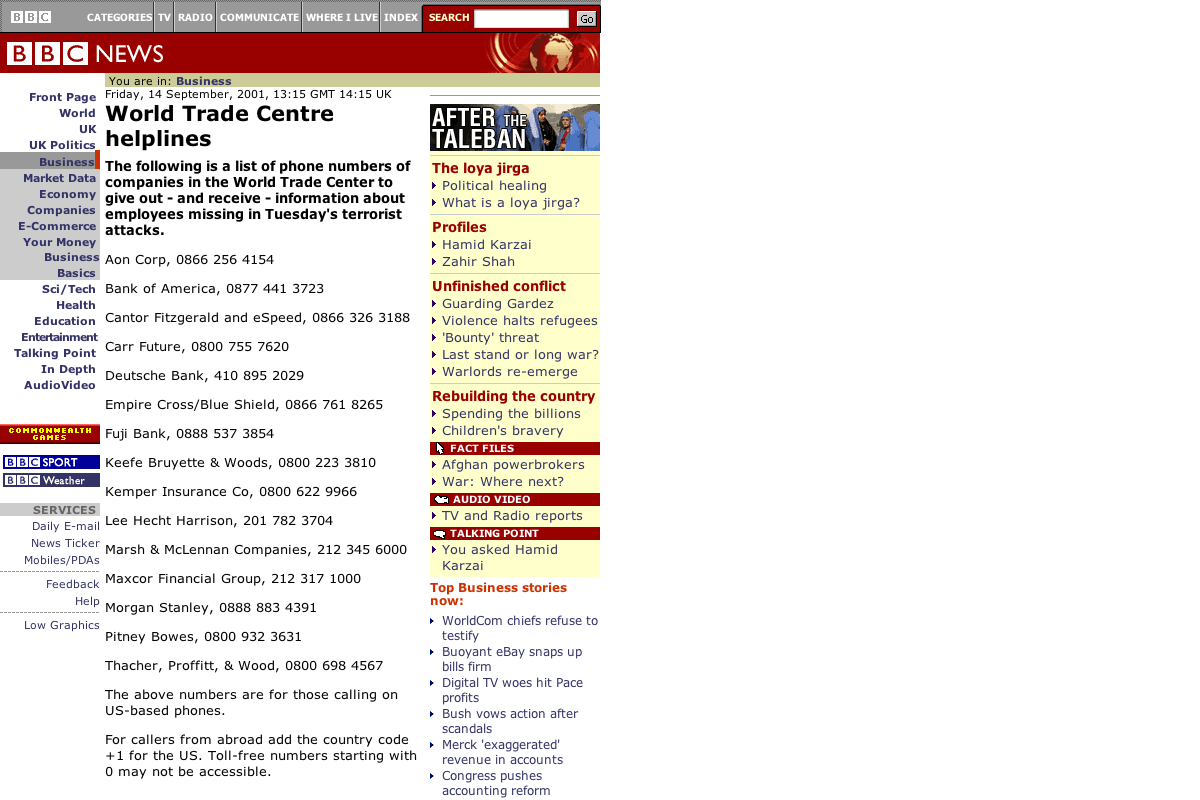 BBC CATEGORIES TV RADIO COMMUNICATE WHERE I LIVE INDEX SEARCH Go
BBC NEWS
You are in: Business
Front Page
World
UK
UK Politics
Business
Market Data
Economy
Companies
E-Commerce
Your Money
Business
Basics
Sci/Tech
Health
Education
Entertainment
Talking Point
In Depth
AudioVideo
COMMONWEALTH
GAMES
BBC SPORT
BBC Weather
SERVICES
Daily E-mail
News Ticker
Mobiles/PDAs
Feedback
Help
Low Graphics
Friday, 14 September, 2001, 13:15 GMT 14:15 UK
World Trade Centre
helplines
The following is a list of phone numbers of
companies in the World Trade Center to
give out - and receive - information about
employees missing in Tuesday's terrorist
attacks.
Aon Corp, 0866 256 4154
Bank of America, 0877 441 3723
Cantor Fitzgerald and eSpeed, 0866 326 3188
Carr Future, 0800 755 7620
Deutsche Bank, 410 895 2029
Empire Cross/Blue Shield, 0866 761 8265
Fuji Bank, 0888 537 3854
Keefe Bruyette & Woods, 0800 223 3810
Kemper Insurance Co, 0800 622 9966
Lee Hecht Harrison, 201 782 3704
Marsh & McLennan Companies, 212 345 6000
Maxcor Financial Group, 212 317 1000
Morgan Stanley, 0888 883 4391
Pitney Bowes, 0800 932 3631
Thacher, Proffitt, & Wood, 0800 698 4567
The above numbers are for those calling on
US-based phones.
For callers from abroad add the country code
+1 for the US. Toll-free numbers starting with
0 may not be accessible.
AFTER THE
TALEBAN
The loya jirga
Political healing
What is a loya jirga?
Profiles
Hamid Karzai
Zahir Shah
Unfinished conflict
Guarding Gardez
Violence halts refugees
'Bounty' threat
Last stand or long war?
Warlords re-emerge
Rebuilding the country
Spending the billions
Children's bravery
FACT FILES
Afghan powerbrokers
War: Where next?
AUDIO VIDEO
TV and Radio reports
TALKING POINT
You asked Hamid
Karzai
Top Business stories
now:
WorldCom chiefs refuse to
testify
Buoyant eBay snaps up
bills firm
Digital TV woes hit Pace
profits
Bush vows action after
scandals
Merck 'exaggerated'
revenue in accounts
Congress pushes
accounting reform